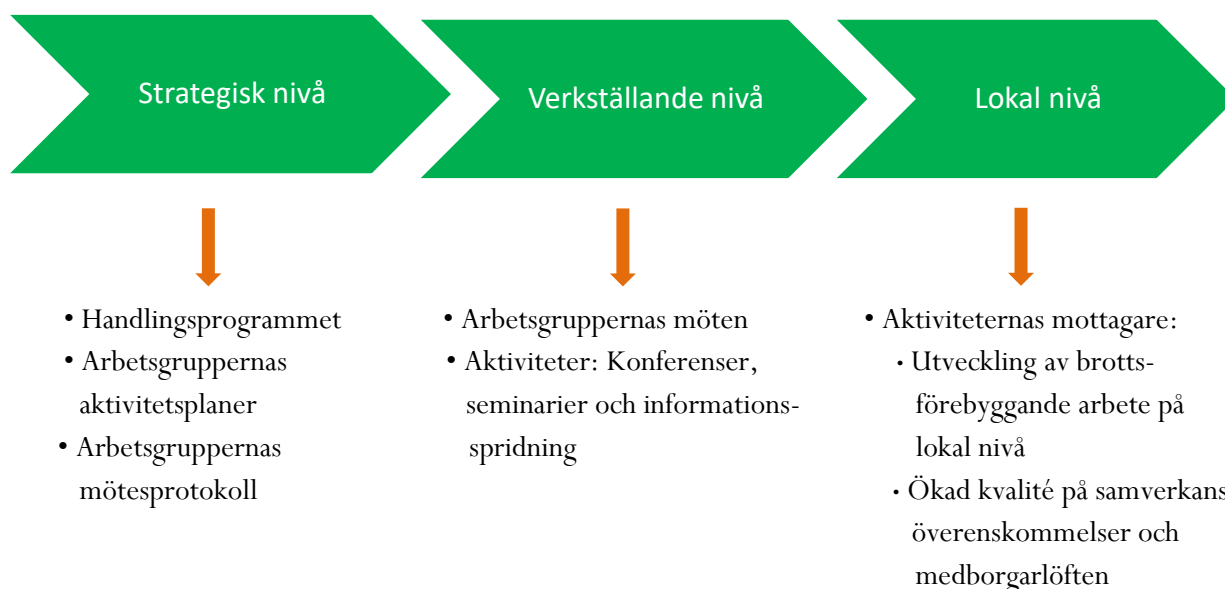 Strategisk nivå
Verkställande nivå
Lokal nivå
• Handlingsprogrammet
• Arbetsgruppernas
aktivitetsplaner
• Arbetsgruppernas
mötesprotokoll
• Arbetsgruppernas möten
• Aktiviteter: Konferenser,
seminarier och informations-
spridning
• Aktiviteternas mottagare:
• Utveckling av brotts-
förebyggande arbete på
lokal nivå
• Ökad kvalité på samverkans
överenskommelser och
medborgarlöften